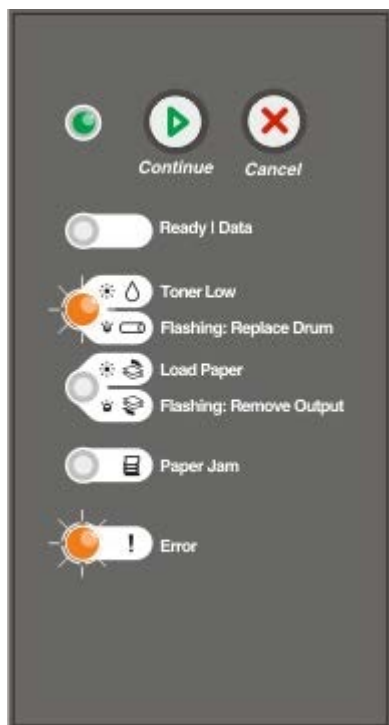 Continue Cancel
Ready | Data
Toner Low
Flashing: Replace Drum
Load Paper
Flashing: Remove Output
Paper Jam
! Error